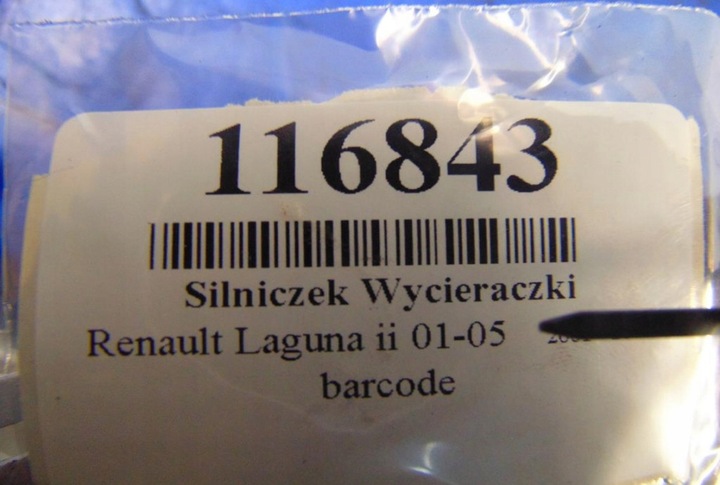 116843
Silniczek Wycieraczki
Renault Laguna ii 01-05
barcode